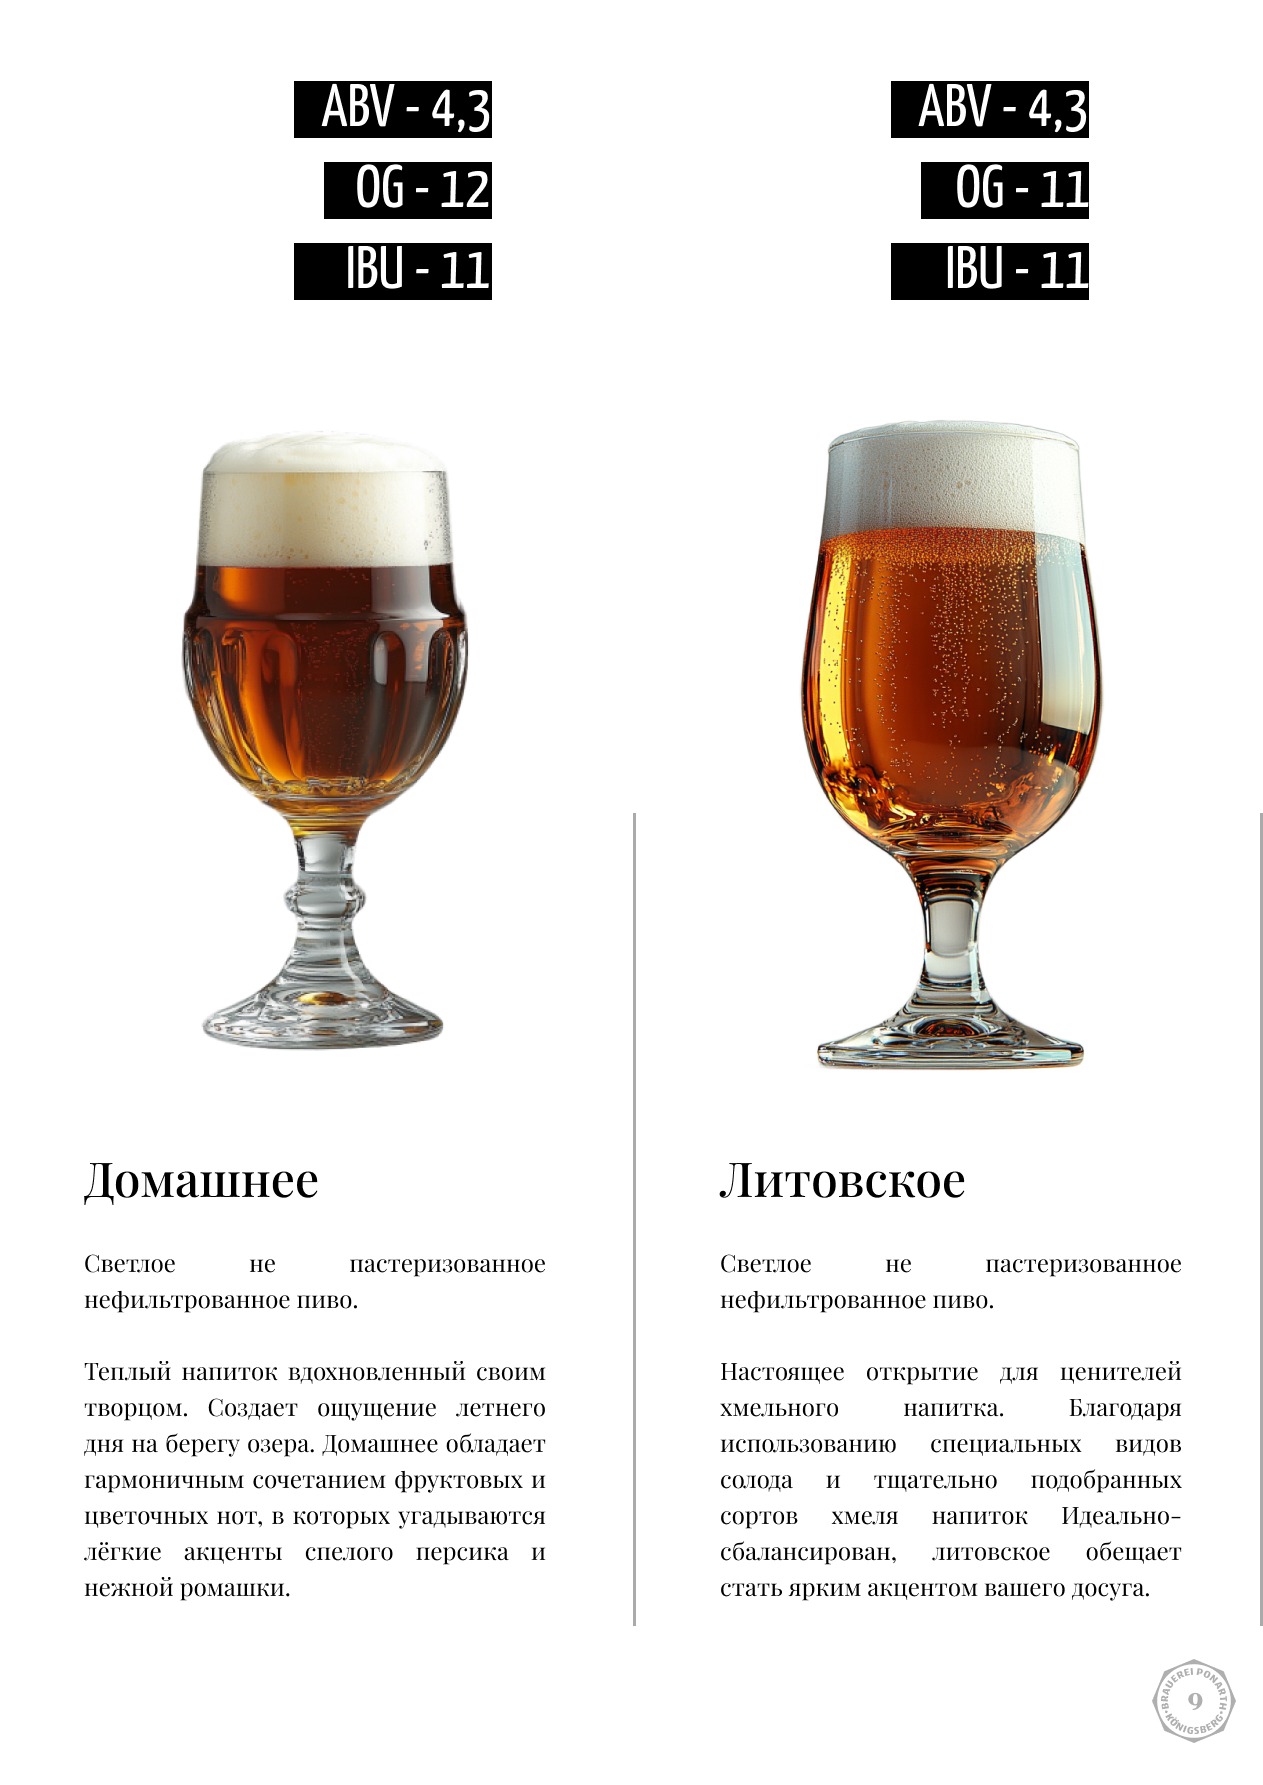 ABV - 4,3
OG - 12
IBU - 11
ABV - 4,3
OG - 11
IBU - 11
Домашнее
Светлое не пастеризованное
нефильтрованное пиво.
Теплый напиток вдохновленный своим
творцом. Создает ощущение летнего
дня на берегу озера. Домашнее обладает
гармоничным сочетанием фруктовых и
цветочных нот, в которых угадываются
лёгкие акценты спелого персика и
нежной ромашки.
Литовское
Светлое не пастеризованное
нефильтрованное пиво.
Настоящее открытие для ценителей
хмельного напитка. Благодаря
использованию специальных видов
солода и тщательно подобранных
сортов хмеля напиток Идеально-
сбалансирован, литовское обещает
стать ярким акцентом вашего досуга.
BRAUEREI PONARTH
9
·KÖNIGSBERG·